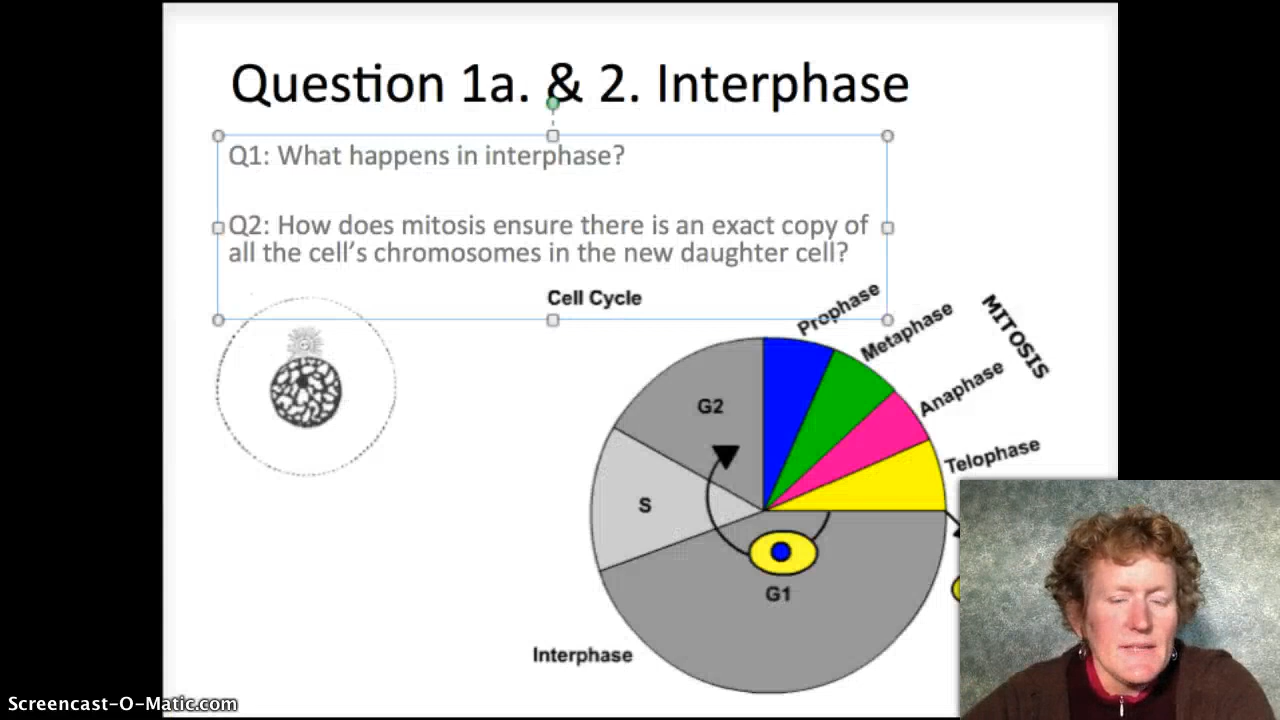 Question 1a. & 2. Interphase
Q1: What happens in interphase?
Q2: How does mitosis ensure there is an exact copy of
all the cell's chromosomes in the new daughter cell?
Cell Cycle
Prophase
Metaphase
MITOSIS
Anaphase
G2
Telophase
S
G1
Interphase
Screencast-O-Matic.com